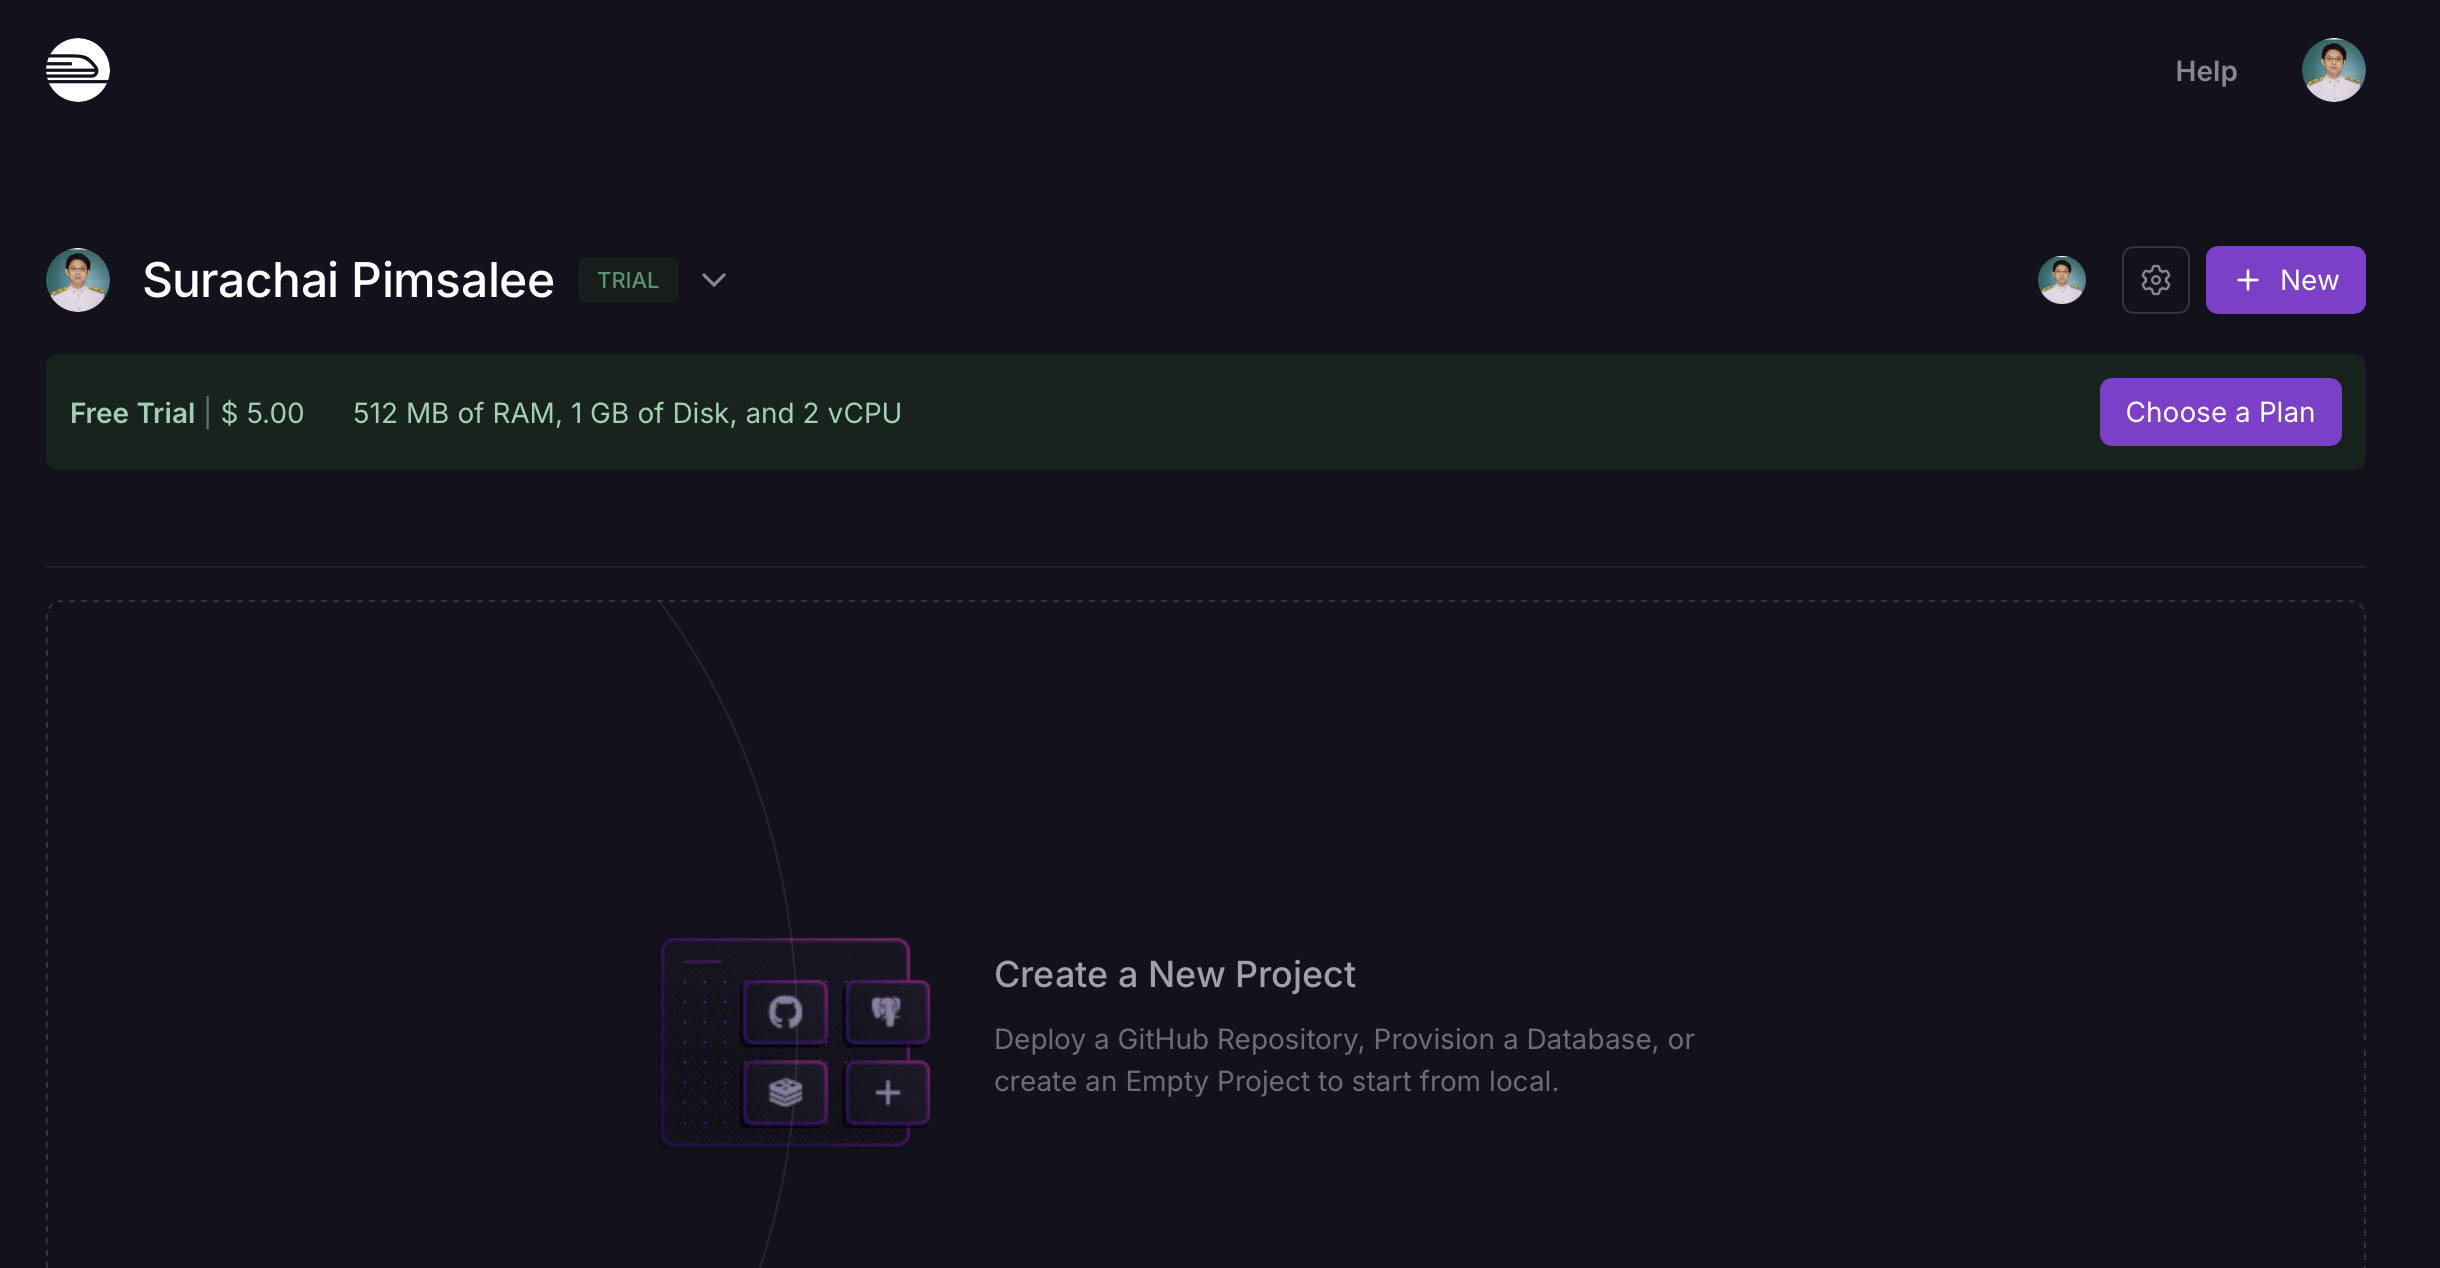 Help
Surachai Pimsalee TRIAL
New
Free Trial $ 5.00 512 MB of RAM, 1 GB of Disk, and 2 vCPU
Choose a Plan
Create a New Project
Deploy a GitHub Repository, Provision a Database, or
create an Empty Project to start from local.